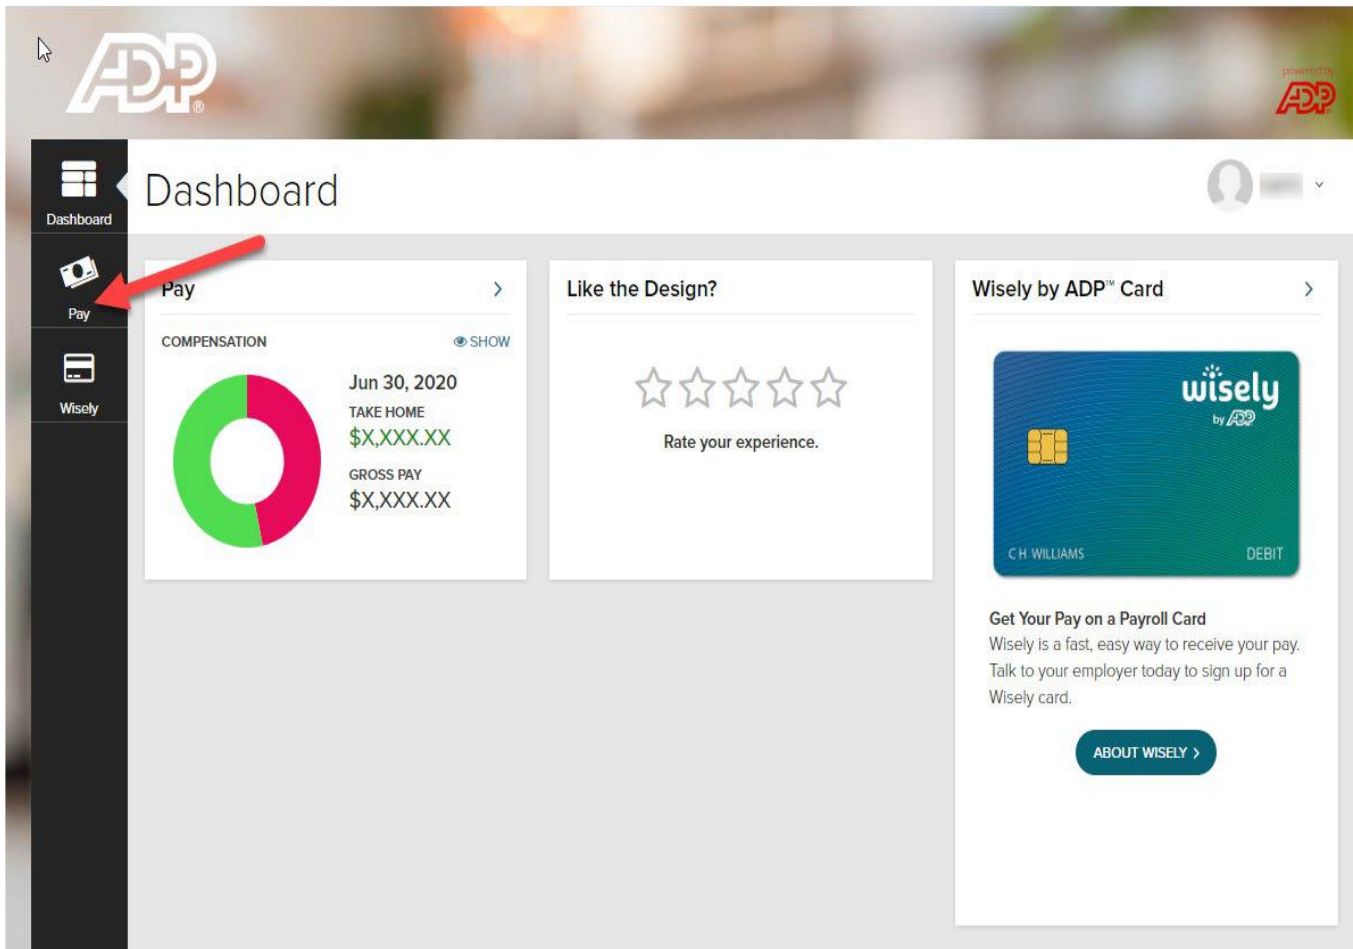 ADP®
powered by
ADP
Dashboard
Dashboard
Pay
Wisely
Pay
COMPENSATION
SHOW
Jun 30, 2020
TAKE HOME
$X,XXX.XX
GROSS PAY
$X,XXX.XX
Like the Design?
Rate your experience.
Wisely by ADP™ Card
wisely
by ADP
C H WILLIAMS
DEBIT
Get Your Pay on a Payroll Card
Wisely is a fast, easy way to receive your pay.
Talk to your employer today to sign up for a
Wisely card.
ABOUT WISELY >